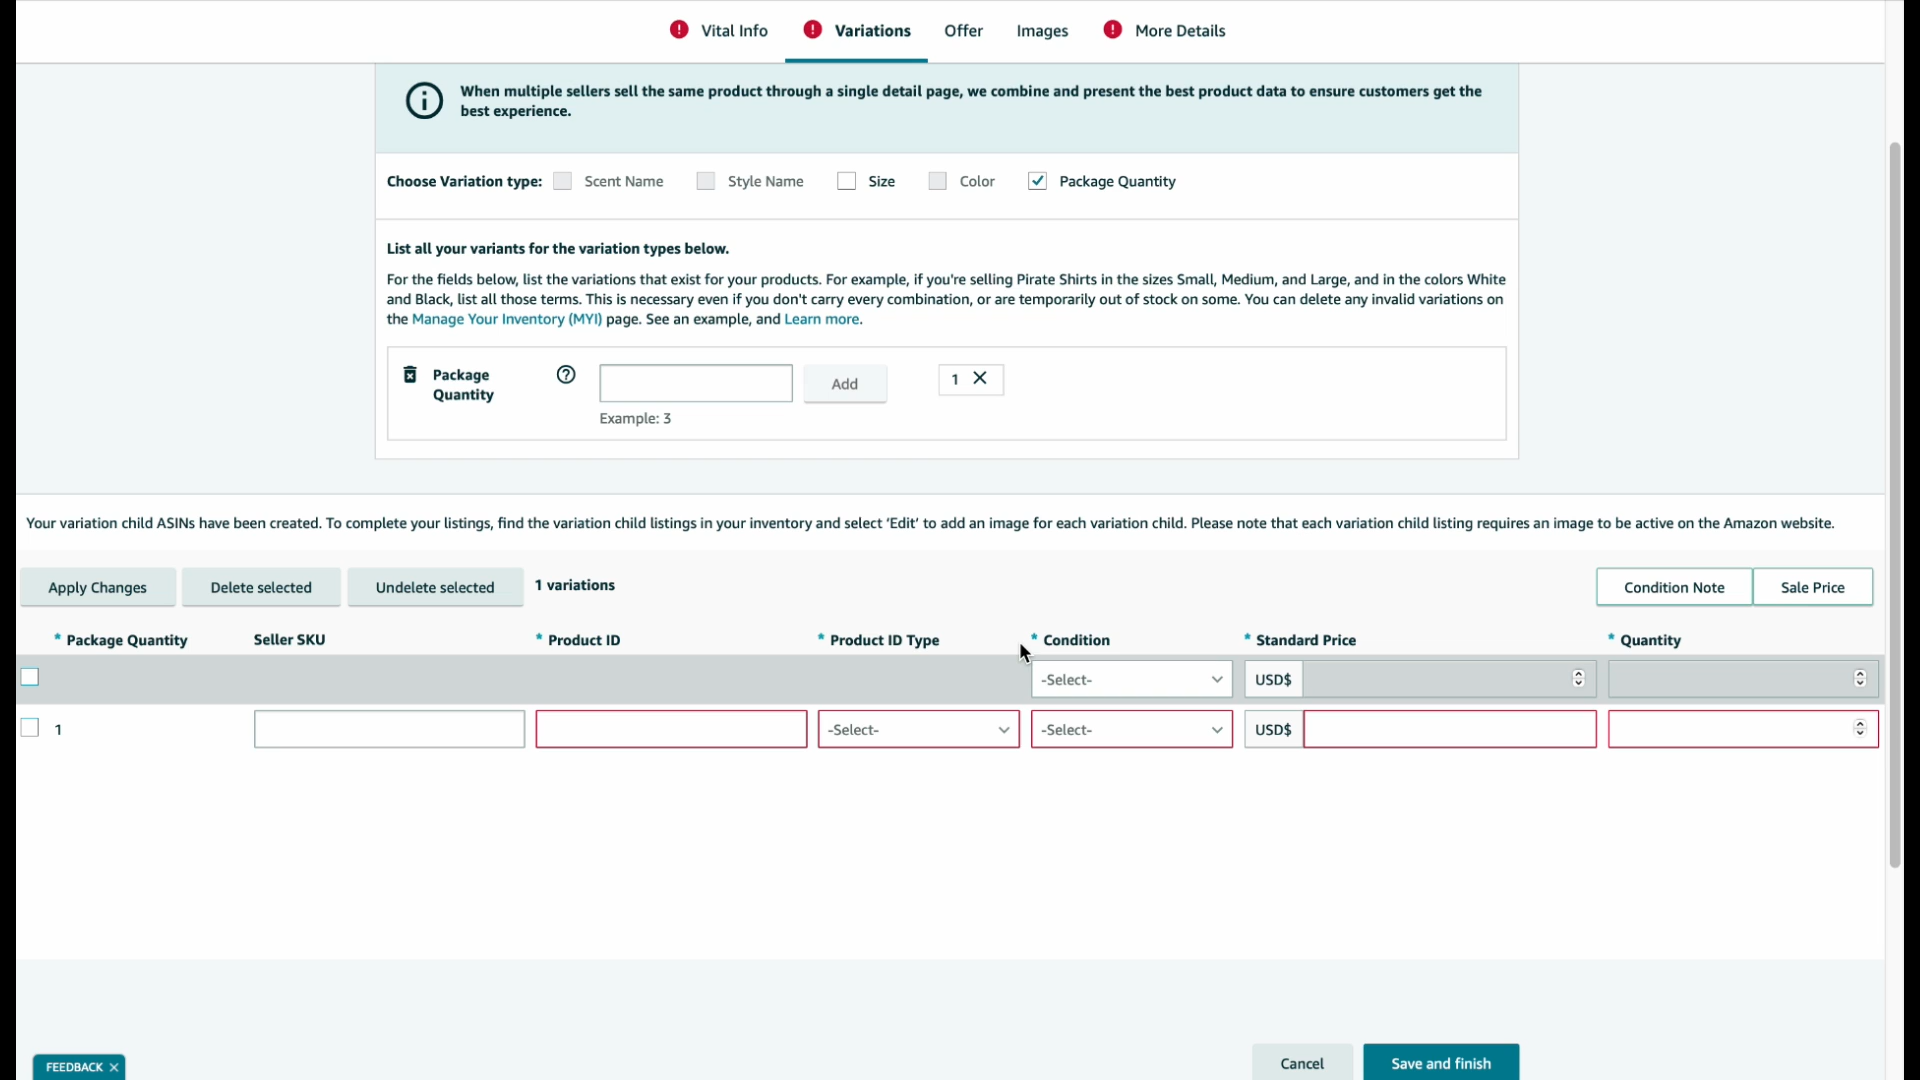 ! Vital Info ! Variations Offer Images ! More Details
When multiple sellers sell the same product through a single detail page, we combine and present the best product data to ensure customers get the
best experience.
Choose Variation type: Scent Name Style Name Size Color Package Quantity
List all your variants for the variation types below.
For the fields below, list the variations that exist for your products. For example, if you're selling Pirate Shirts in the sizes Small, Medium, and Large, and in the colors White
and Black, list all those terms. This is necessary even if you don't carry every combination, or are temporarily out of stock on some. You can delete any invalid variations on
the Manage Your Inventory (MYI) page. See an example, and Learn more.
Package
Quantity
? Add 1 X
Example: 3
Your variation child ASINs have been created. To complete your listings, find the variation child listings in your inventory and select 'Edit' to add an image for each variation child. Please note that each variation child listing requires an image to be active on the Amazon website.
Apply Changes Delete selected Undelete selected 1 variations Condition Note Sale Price
* Package Quantity Seller SKU * Product ID * Product ID Type * Condition * Standard Price * Quantity
-Select- USD$
1 -Select- -Select- USD$
FEEDBACK X Cancel Save and finish